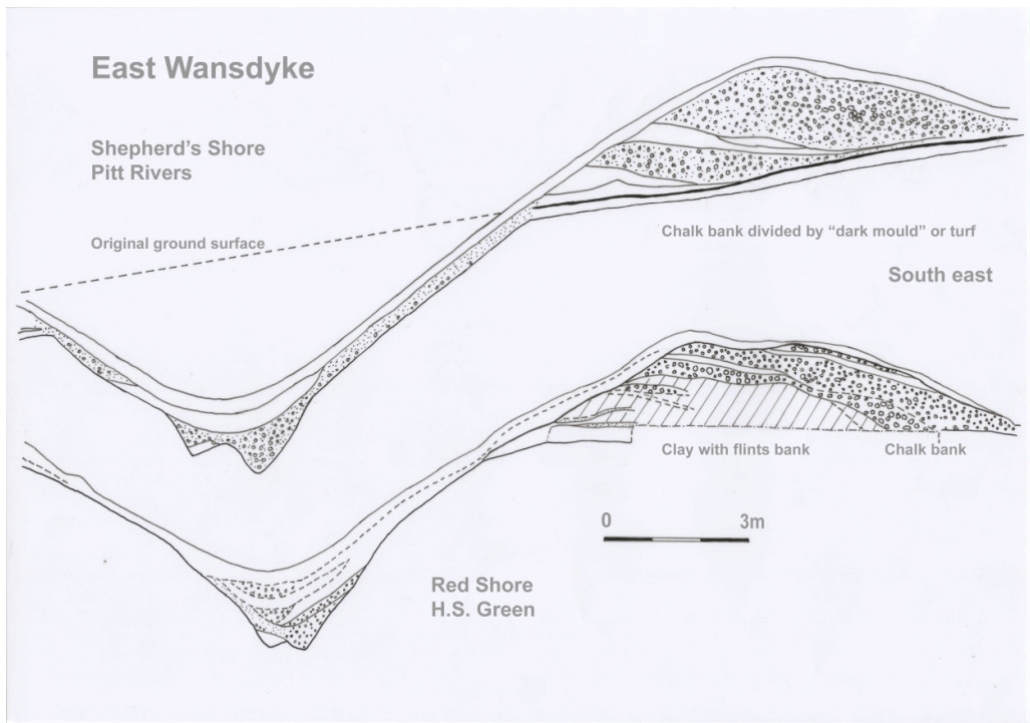 East Wansdyke
Shepherd's Shore
Pitt Rivers
Original ground surface
Chalk bank divided by “dark mould” or turf
South east
Clay with flints bank
Chalk bank
0 3m
Red Shore
H.S. Green